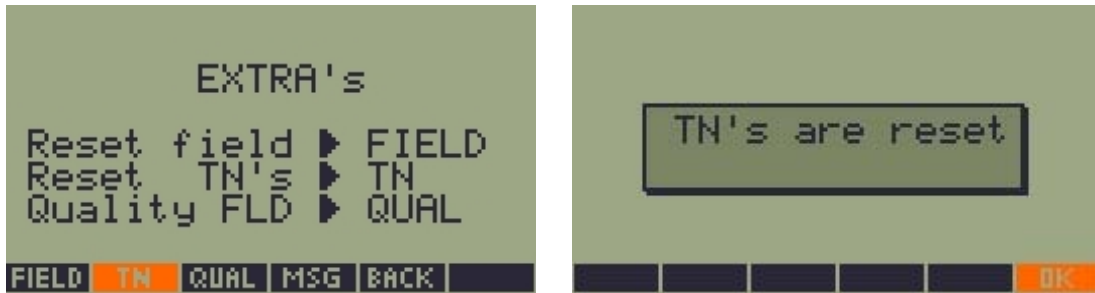 EXTRA's
Reset field ▶ FIELD
Reset TN's ▶ TN
Quality FLD ▶ QUAL
FIELD TN QUAL MSG BACK
TN's are reset
OK